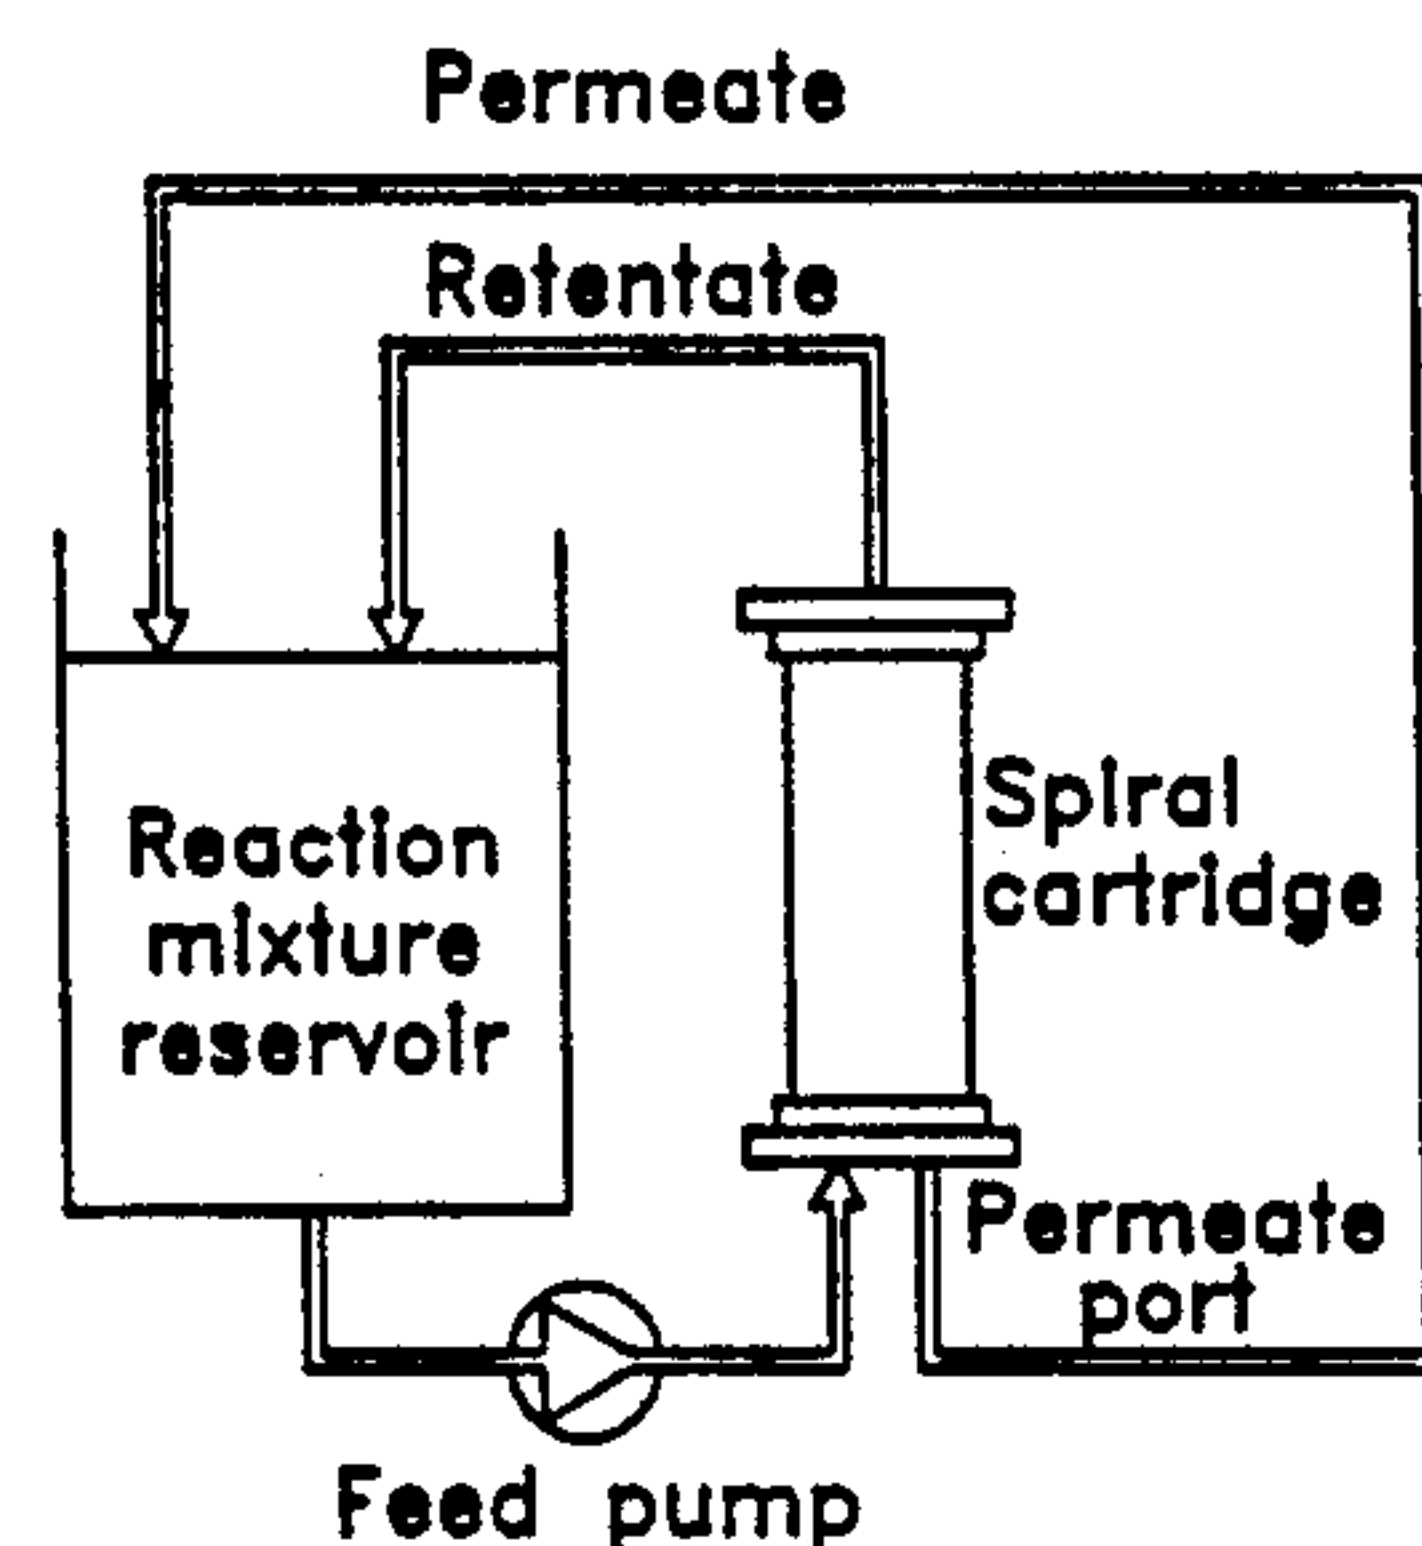 Permeate
Retentate
Reaction
mixture
reservoir
Spiral
cartridge
Permeate
port
Feed pump